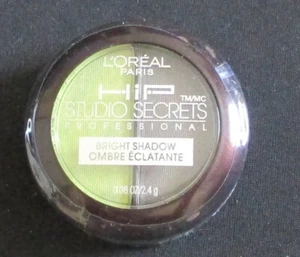 L'ORÉAL
PARIS
HiP
TM/MC
STUDIO SECRETS
PROFESSIONAL
BRIGHT SHADOW
OMBRE ÉCLATANTE
0.08 OZ/2.4 g